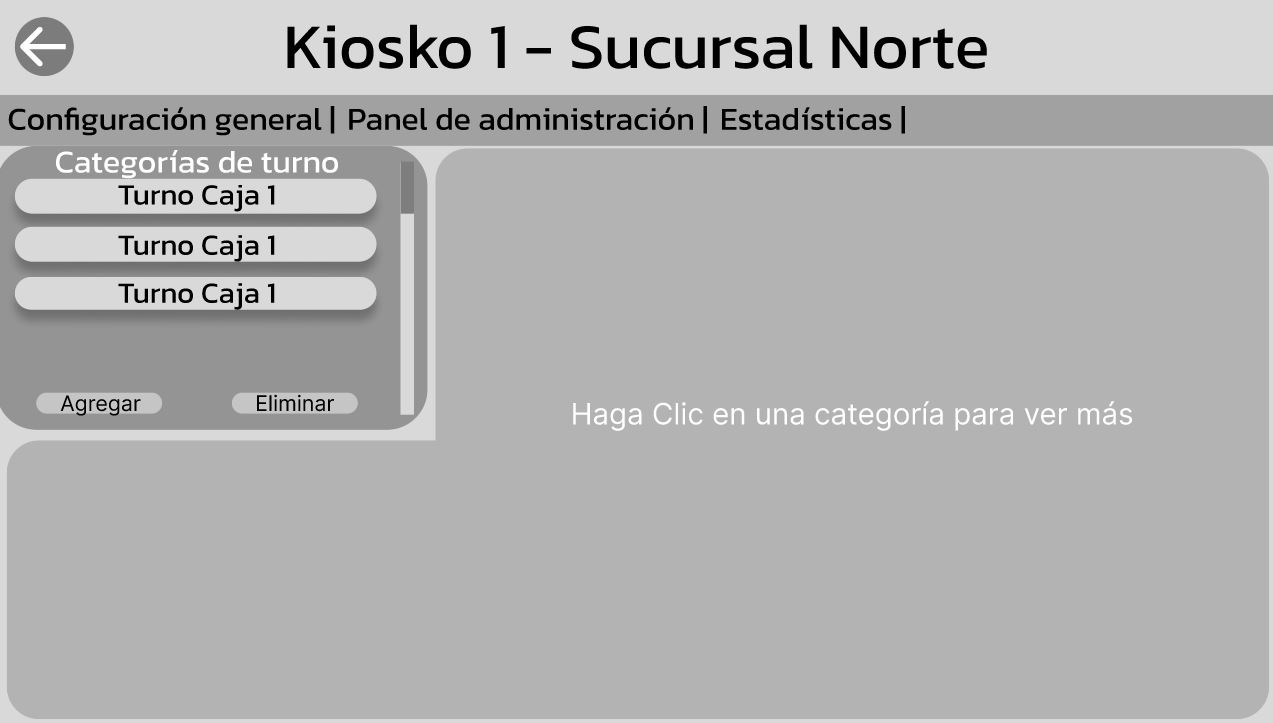 Kiosko 1 - Sucursal Norte
Configuración general | Panel de administración | Estadísticas |
Categorías de turno
Turno Caja 1
Turno Caja 1
Turno Caja 1
Agregar Eliminar
Haga Clic en una categoría para ver más